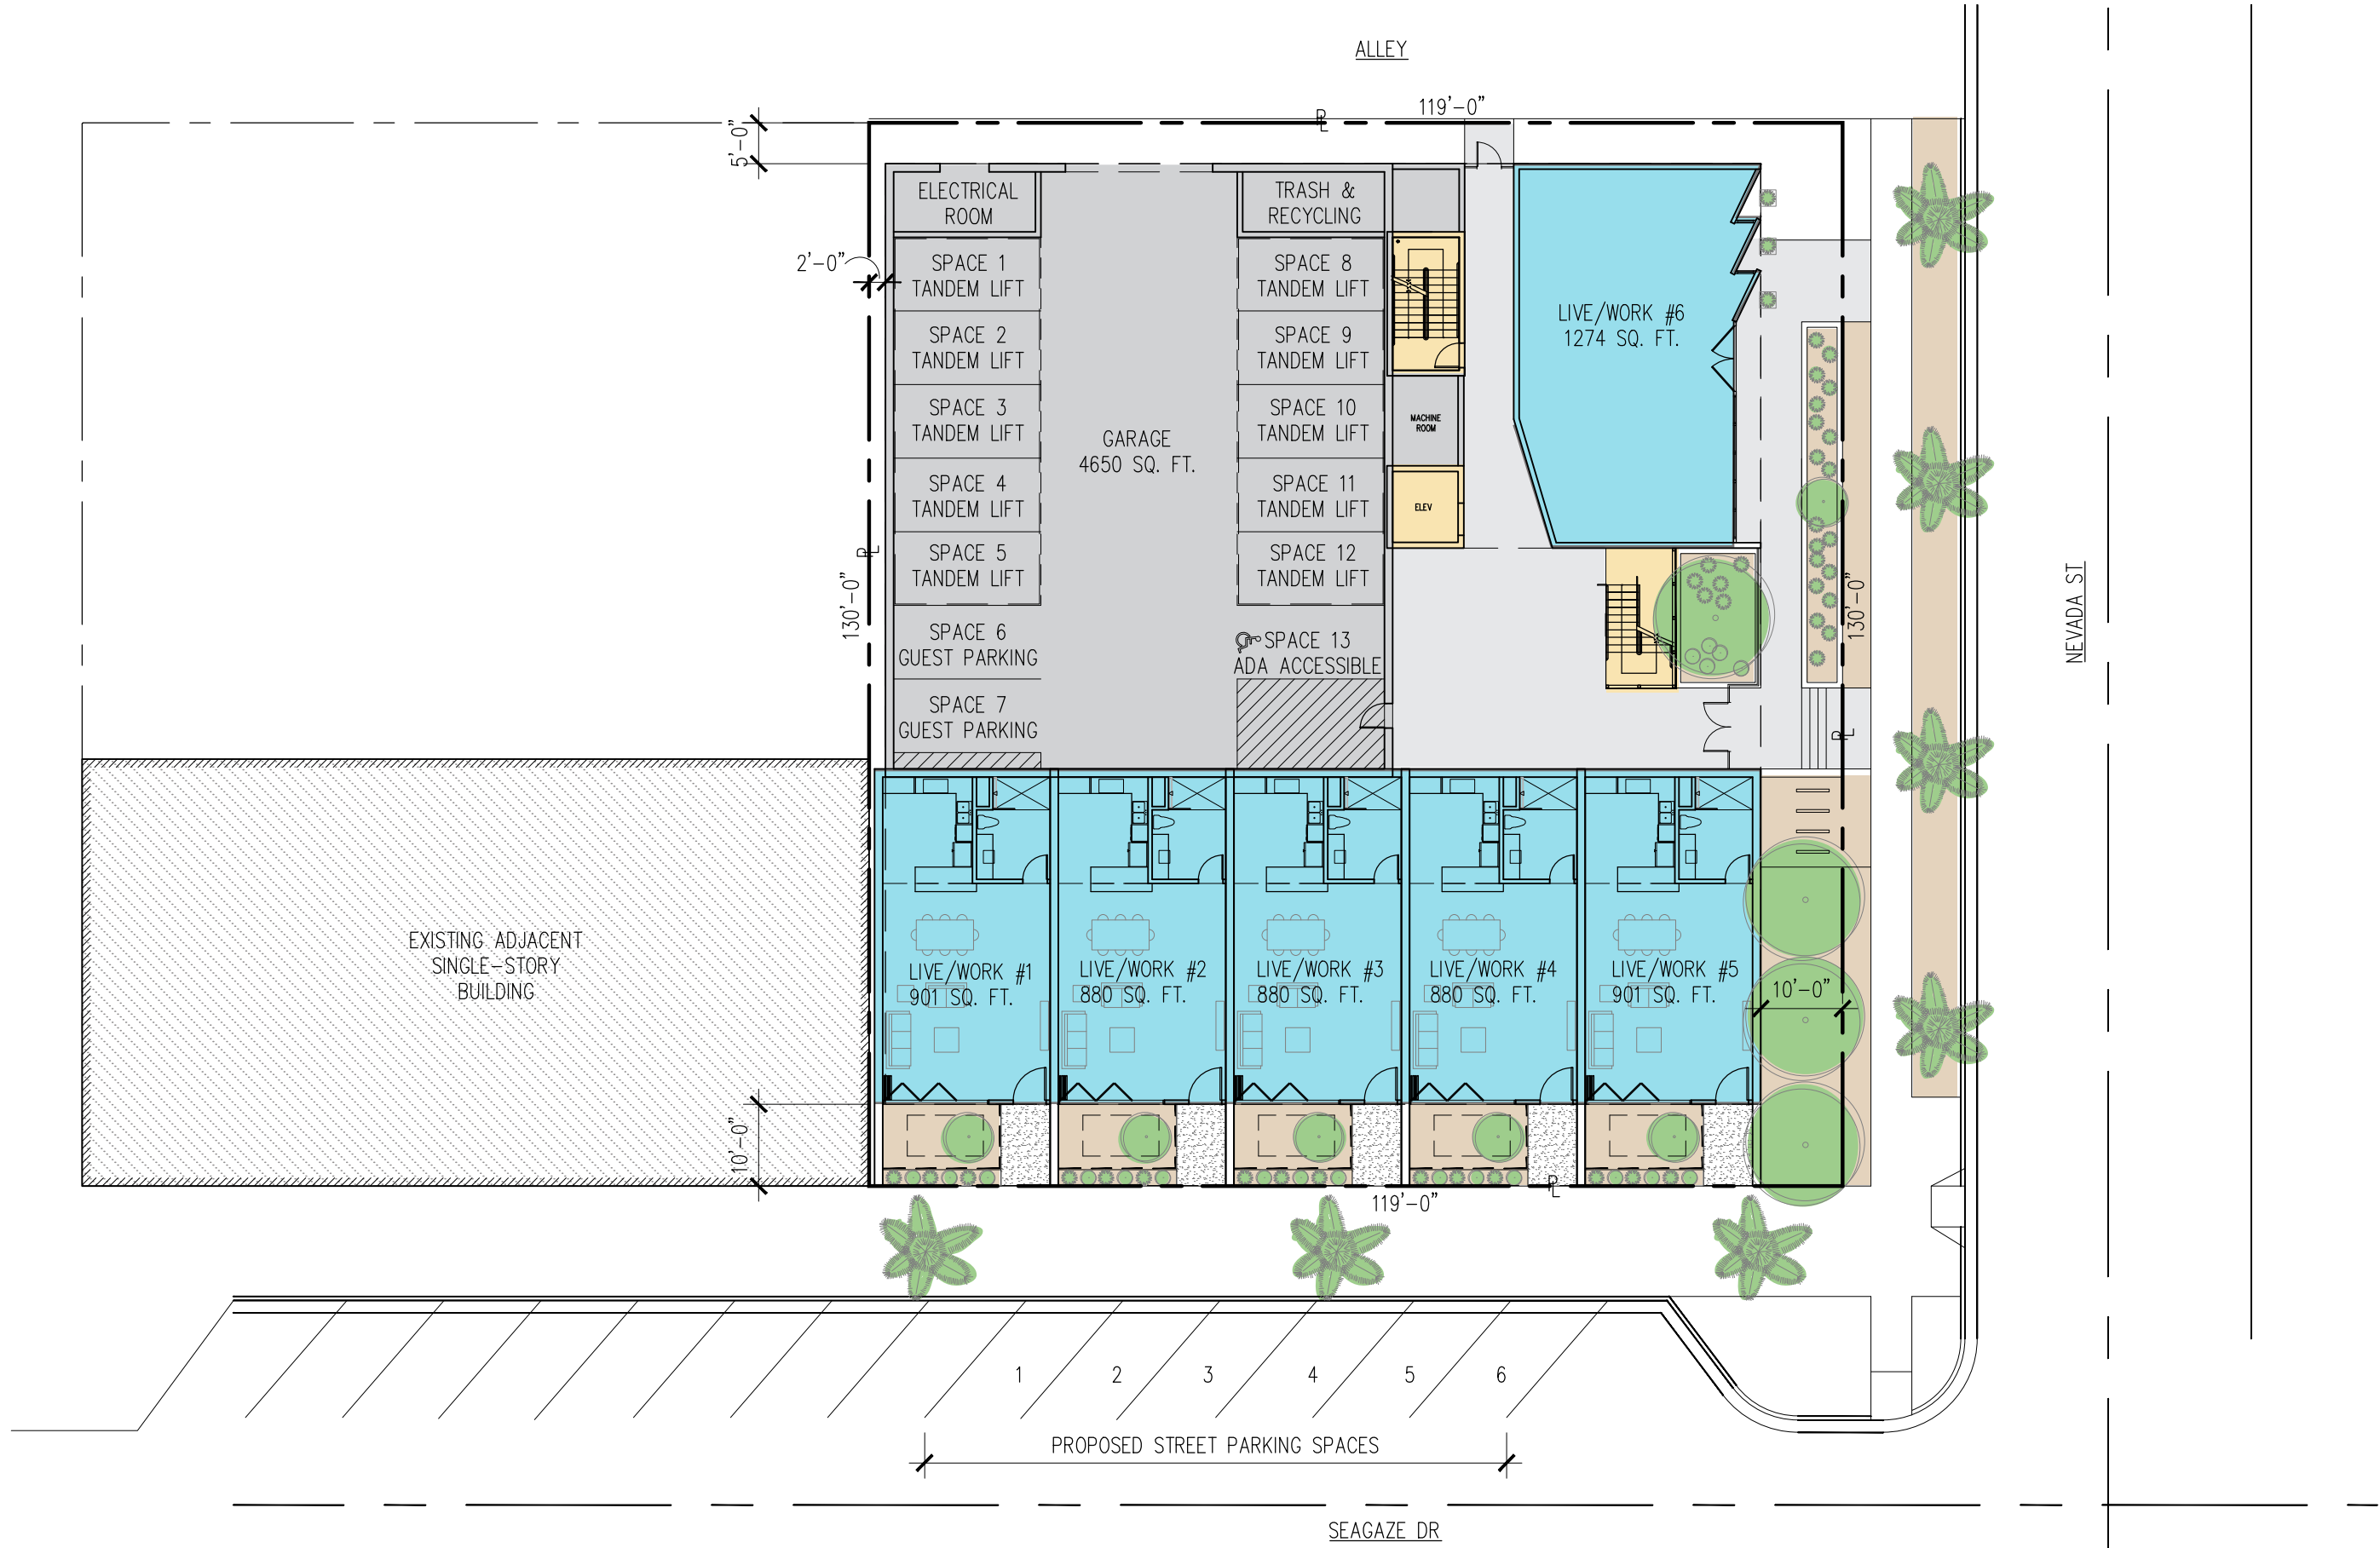 ALLEY
119'-0"
PL
5'-0"
ELECTRICAL
ROOM
TRASH &
RECYCLING
2'-0"
SPACE 1
TANDEM LIFT
SPACE 8
TANDEM LIFT
LIVE/WORK #6
1274 SQ. FT.
SPACE 2
TANDEM LIFT
SPACE 9
TANDEM LIFT
SPACE 3
TANDEM LIFT
GARAGE
4650 SQ. FT.
SPACE 10
TANDEM LIFT
MACHINE
ROOM
SPACE 4
TANDEM LIFT
SPACE 11
TANDEM LIFT
ELEV
PL
SPACE 5
TANDEM LIFT
SPACE 12
TANDEM LIFT
130'-0"
130'-0"
NEVADA ST
SPACE 6
GUEST PARKING
SPACE 13
ADA ACCESSIBLE
SPACE 7
GUEST PARKING
PL
EXISTING ADJACENT
SINGLE-STORY
BUILDING
LIVE/WORK #1
901 SQ. FT.
LIVE/WORK #2
880 SQ. FT.
LIVE/WORK #3
880 SQ. FT.
LIVE/WORK #4
880 SQ. FT.
LIVE/WORK #5
901 SQ. FT.
10'-0"
10'-0"
PL
119'-0"
1
2
3
4
5
6
PROPOSED STREET PARKING SPACES
SEAGAZE DR